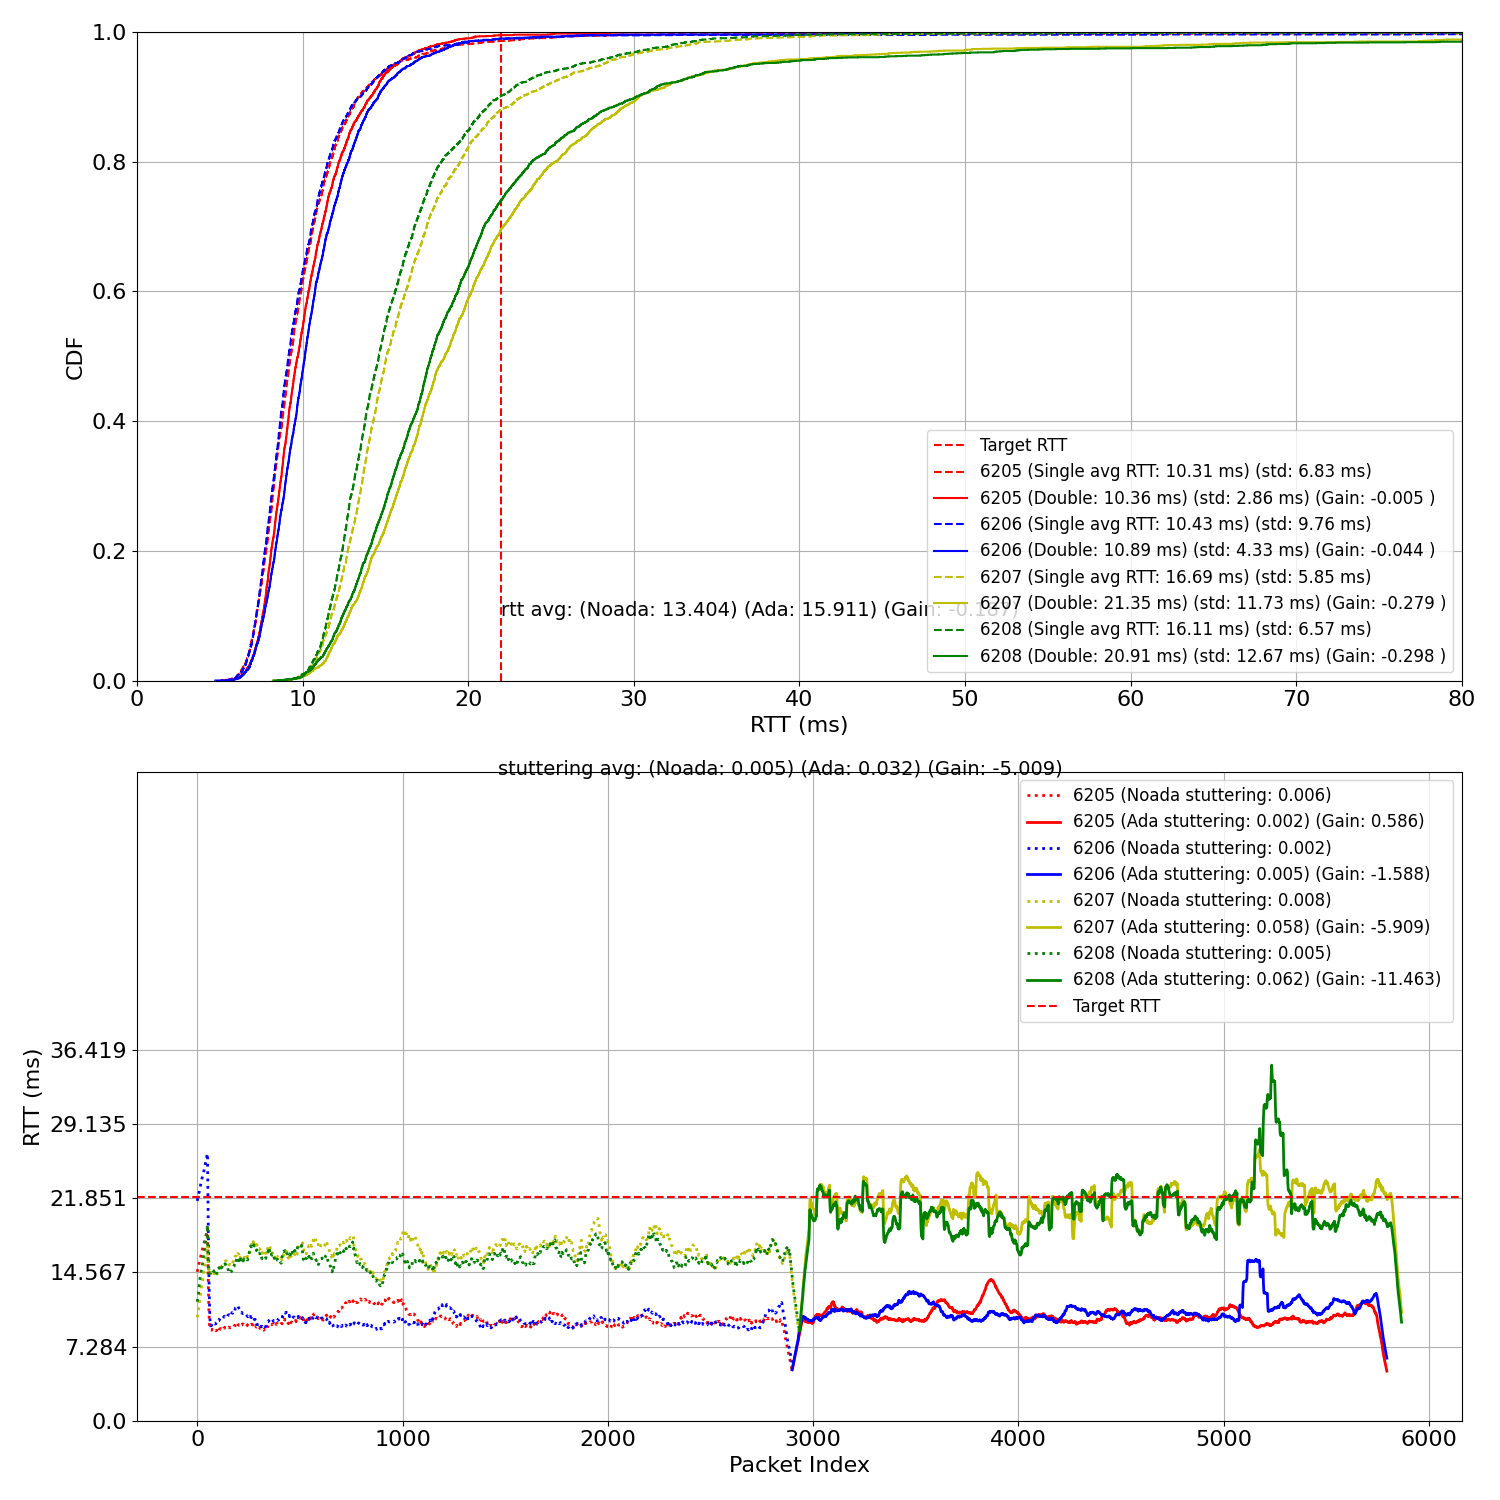 1.0
0.8
0.6
0.4
0.2
0.0
CDF
0 10 20 30 40 50 60 70 80
RTT (ms)
Target RTT
6205 (Single avg RTT: 10.31 ms) (std: 6.83 ms)
6205 (Double: 10.36 ms) (std: 2.86 ms) (Gain: -0.005 )
6206 (Single avg RTT: 10.43 ms) (std: 9.76 ms)
6206 (Double: 10.89 ms) (std: 4.33 ms) (Gain: -0.044 )
6207 (Single avg RTT: 16.69 ms) (std: 5.85 ms)
6207 (Double: 21.35 ms) (std: 11.73 ms) (Gain: -0.279 )
6208 (Single avg RTT: 16.11 ms) (std: 6.57 ms)
6208 (Double: 20.91 ms) (std: 12.67 ms) (Gain: -0.298 )
rtt avg: (Noada: 13.404) (Ada: 15.911) (Gain: -0.187)
stuttering avg: (Noada: 0.005) (Ada: 0.032) (Gain: -5.009)
6205 (Noada stuttering: 0.006)
6205 (Ada stuttering: 0.002) (Gain: 0.586)
6206 (Noada stuttering: 0.002)
6206 (Ada stuttering: 0.005) (Gain: -1.588)
6207 (Noada stuttering: 0.008)
6207 (Ada stuttering: 0.058) (Gain: -5.909)
6208 (Noada stuttering: 0.005)
6208 (Ada stuttering: 0.062) (Gain: -11.463)
Target RTT
36.419
29.135
21.851
14.567
7.284
0.0
RTT (ms)
0 1000 2000 3000 4000 5000 6000
Packet Index